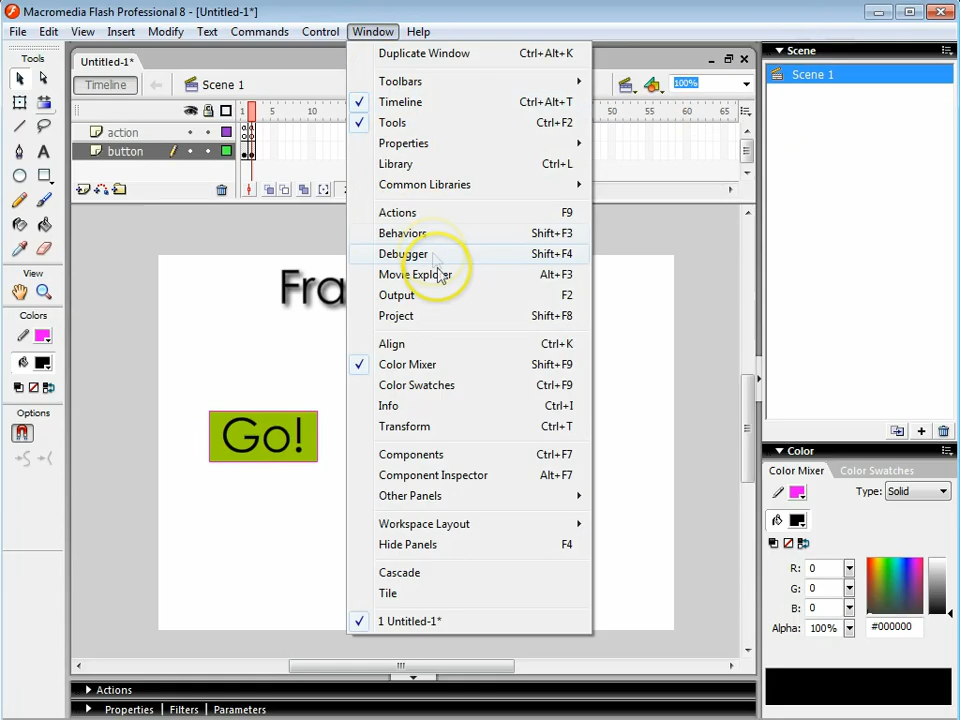 Macromedia Flash Professional 8 - [Untitled-1*]
File Edit View Insert Modify Text Commands Control Window Help
Tools
View
Colors
Options
Untitled-1*
Timeline
Scene 1
1 5 10
50 55 60 65
action
button
100%
Duplicate Window Ctrl+Alt+K
Toolbars
Timeline Ctrl+Alt+T
Tools Ctrl+F2
Properties
Library Ctrl+L
Common Libraries
Actions F9
Behaviors Shift+F3
Debugger Shift+F4
Movie Explorer Alt+F3
Output F2
Project Shift+F8
Align Ctrl+K
Color Mixer Shift+F9
Color Swatches Ctrl+F9
Info Ctrl+I
Transform Ctrl+T
Components Ctrl+F7
Component Inspector Alt+F7
Other Panels
Workspace Layout
Hide Panels F4
Cascade
Tile
1 Untitled-1*
Fra
Go!
Scene
Scene 1
Color
Color Mixer Color Swatches
Type: Solid
R: 0
G: 0
B: 0
Alpha: 100% #000000
Actions
Properties Filters Parameters